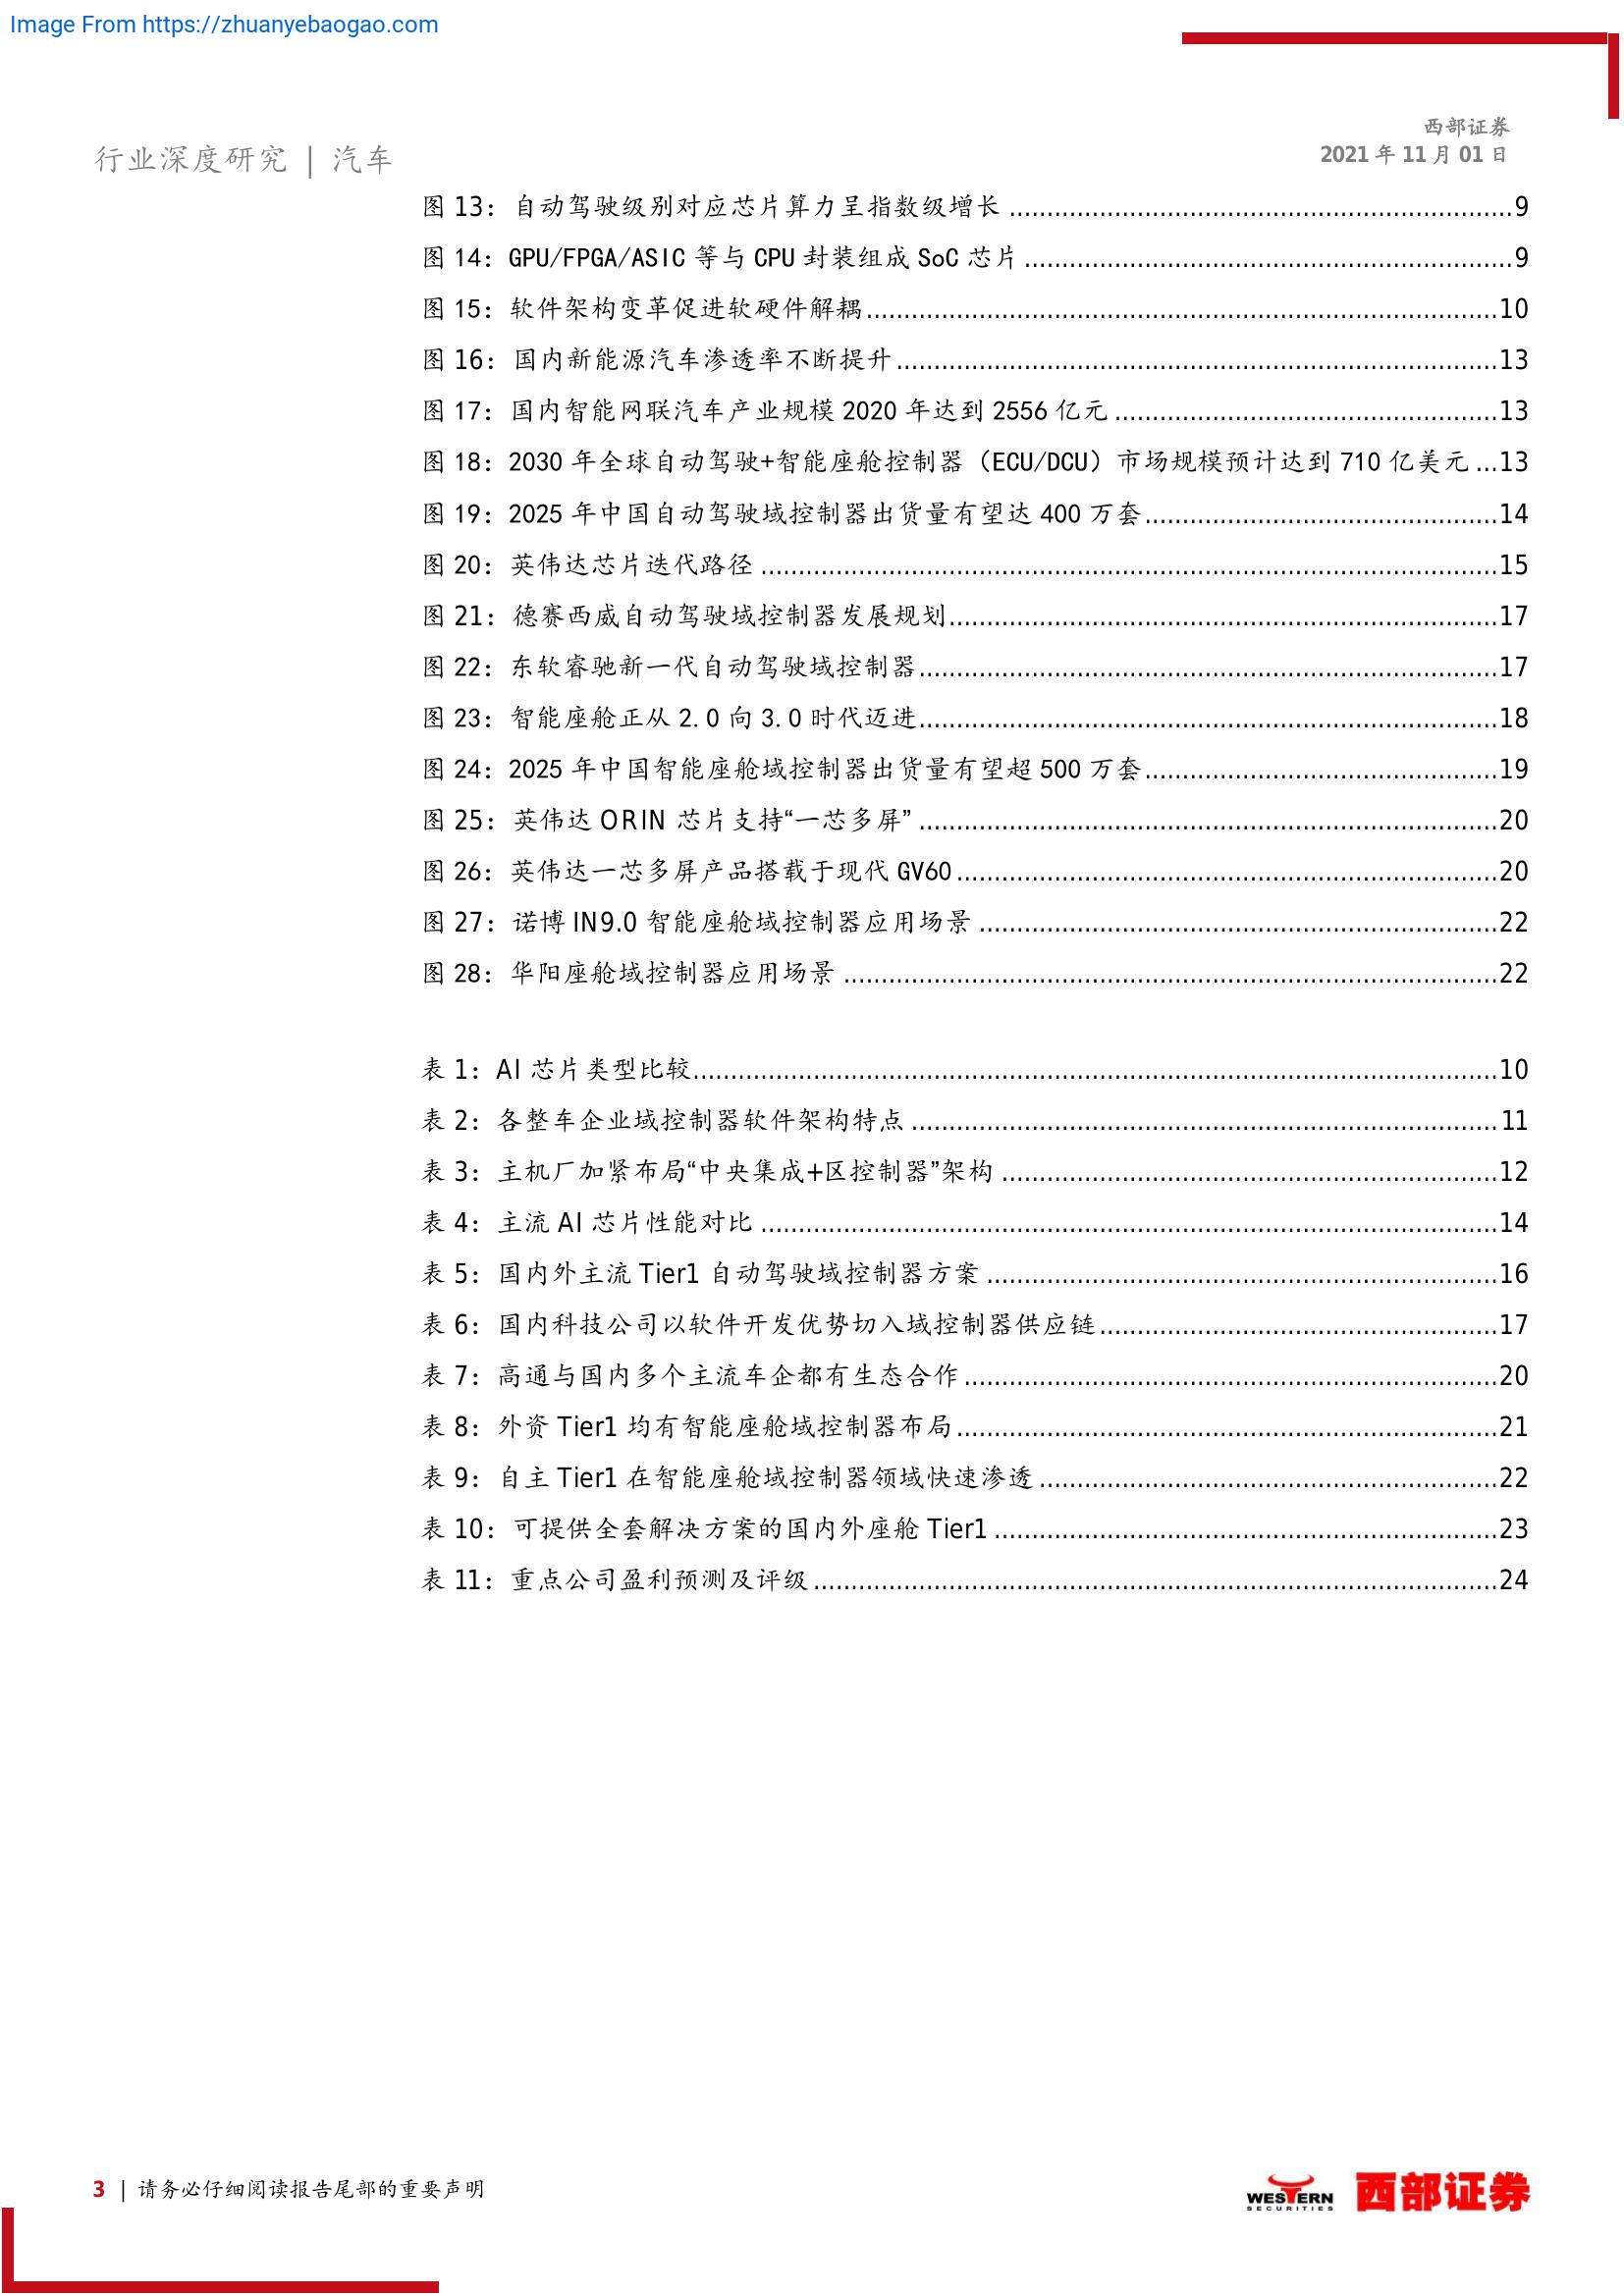 Image From https://zhuanyebaogao.com
西部证券
2021 年 11 月 01 日
行业深度研究 | 汽车
图 13：自动驾驶级别对应芯片算力呈指数级增长 ........ 9
图 14：GPU/FPGA/ASIC 等与 CPU 封装组成 SoC 芯片 ........ 9
图 15：软件架构变革促进软硬件解耦 ........ 10
图 16：国内新能源汽车渗透率不断提升 ........ 13
图 17：国内智能网联汽车产业规模 2020 年达到 2556 亿元 ........ 13
图 18：2030 年全球自动驾驶+智能座舱控制器（ECU/DCU）市场规模预计达到 710 亿美元 ... 13
图 19：2025 年中国自动驾驶域控制器出货量有望达 400 万套 ........ 14
图 20：英伟达芯片迭代路径 ........ 15
图 21：德赛西威自动驾驶域控制器发展规划 ........ 17
图 22：东软睿驰新一代自动驾驶域控制器 ........ 17
图 23：智能座舱正从 2.0 向 3.0 时代迈进 ........ 18
图 24：2025 年中国智能座舱域控制器出货量有望超 500 万套 ........ 19
图 25：英伟达 ORIN 芯片支持“一芯多屏” ........ 20
图 26：英伟达一芯多屏产品搭载于现代 GV60 ........ 20
图 27：诺博 IN9.0 智能座舱域控制器应用场景 ........ 22
图 28：华阳座舱域控制器应用场景 ........ 22
表 1：AI 芯片类型比较 ........ 10
表 2：各整车企业域控制器软件架构特点 ........ 11
表 3：主机厂加紧布局“中央集成+区控制器”架构 ........ 12
表 4：主流 AI 芯片性能对比 ........ 14
表 5：国内外主流 Tier1 自动驾驶域控制器方案 ........ 16
表 6：国内科技公司以软件开发优势切入域控制器供应链 ........ 17
表 7：高通与国内多个主流车企都有生态合作 ........ 20
表 8：外资 Tier1 均有智能座舱域控制器布局 ........ 21
表 9：自主 Tier1 在智能座舱域控制器领域快速渗透 ........ 22
表 10：可提供全套解决方案的国内外座舱 Tier1 ........ 23
表 11：重点公司盈利预测及评级 ........ 24
3 | 请务必仔细阅读报告尾部的重要声明
WESTERN
SECURITIES
西部证券